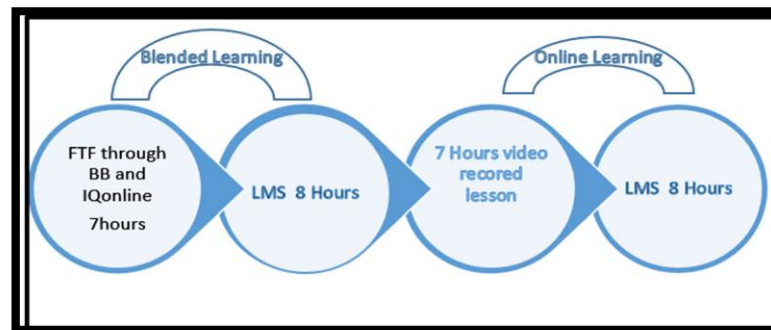 Blended Learning
Online Learning
FTF through
BB and
IQonline
7hours
LMS 8 Hours
7 Hours video
recored
lesson
LMS 8 Hours